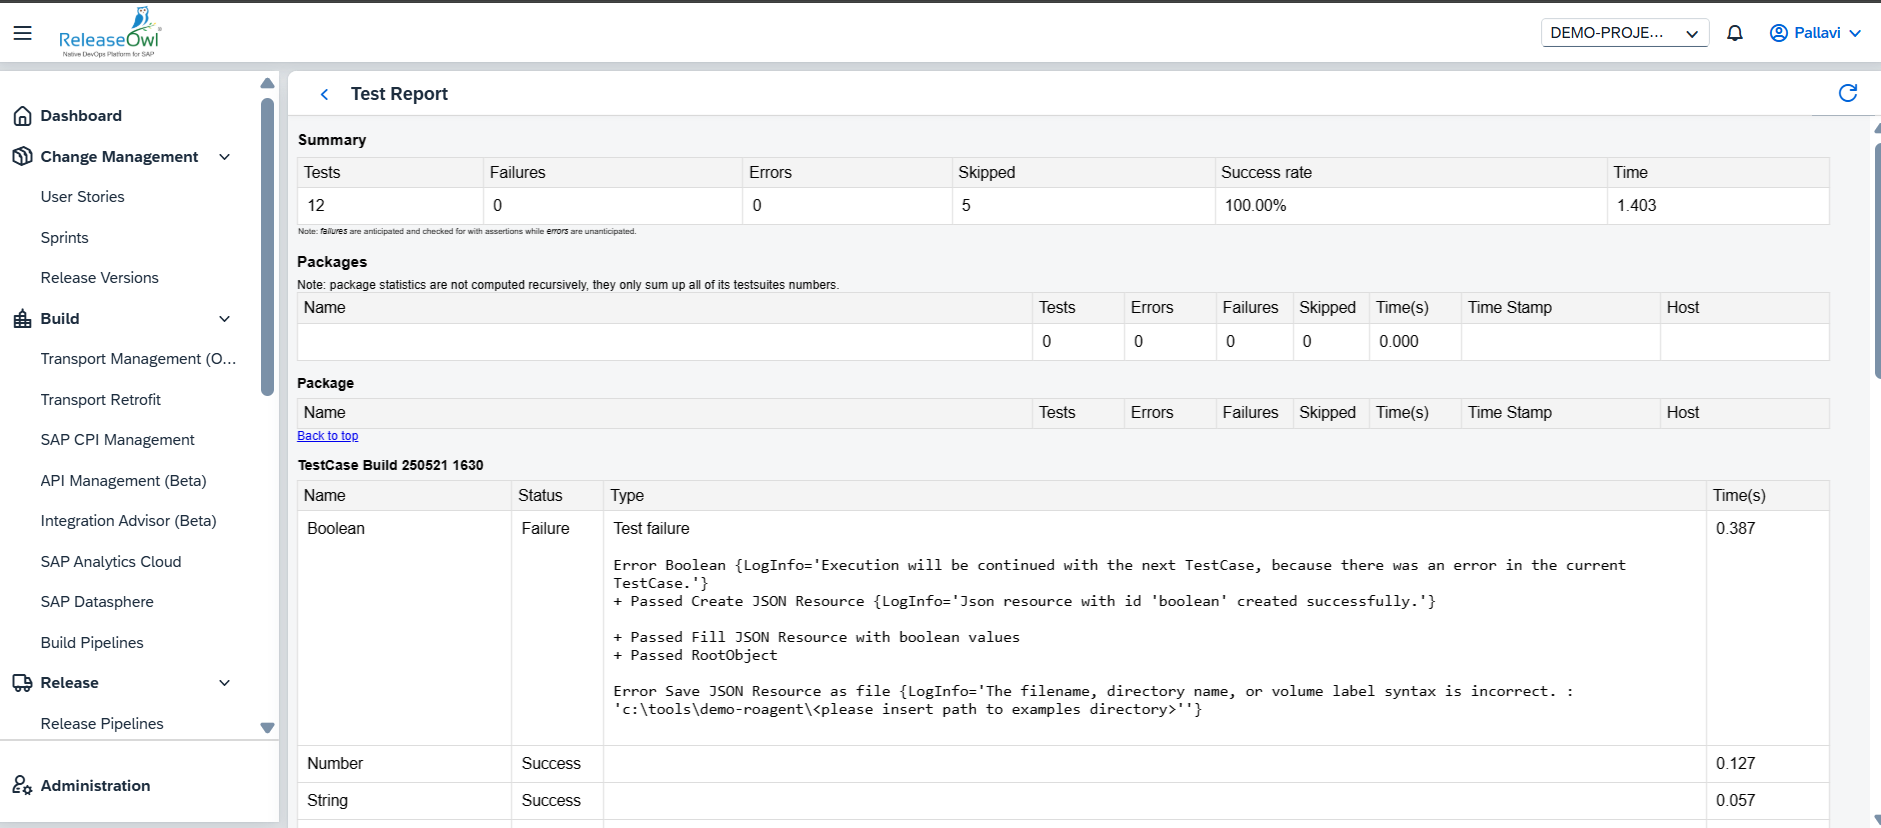 ReleaseOwl
Native DevOps Platform for SAP
DEMO-PROJE...
Pallavi
Dashboard
Change Management
User Stories
Sprints
Release Versions
Build
Transport Management (O...
Transport Retrofit
SAP CPI Management
API Management (Beta)
Integration Advisor (Beta)
SAP Analytics Cloud
SAP Datasphere
Build Pipelines
Release
Release Pipelines
Administration
Test Report
Summary
Tests Failures Errors Skipped Success rate Time
12 0 0 5 100.00% 1.403
Note: failures are anticipated and checked for with assertions while errors are unanticipated.
Packages
Note: package statistics are not computed recursively, they only sum up all of its testsuites numbers.
Name Tests Errors Failures Skipped Time(s) Time Stamp Host
0 0 0 0 0.000
Package
Name Tests Errors Failures Skipped Time(s) Time Stamp Host
Back to top
TestCase Build 250521 1630
Name Status Type Time(s)
Boolean Failure Test failure 0.387
Error Boolean {LogInfo='Execution will be continued with the next TestCase, because there was an error in the current
TestCase.'}
+ Passed Create JSON Resource {LogInfo='Json resource with id 'boolean' created successfully.'}
+ Passed Fill JSON Resource with boolean values
+ Passed RootObject
Error Save JSON Resource as file {LogInfo='The filename, directory name, or volume label syntax is incorrect. :
'c:\tools\demo-roagent\<please insert path to examples directory>''}
Number Success 0.127
String Success 0.057